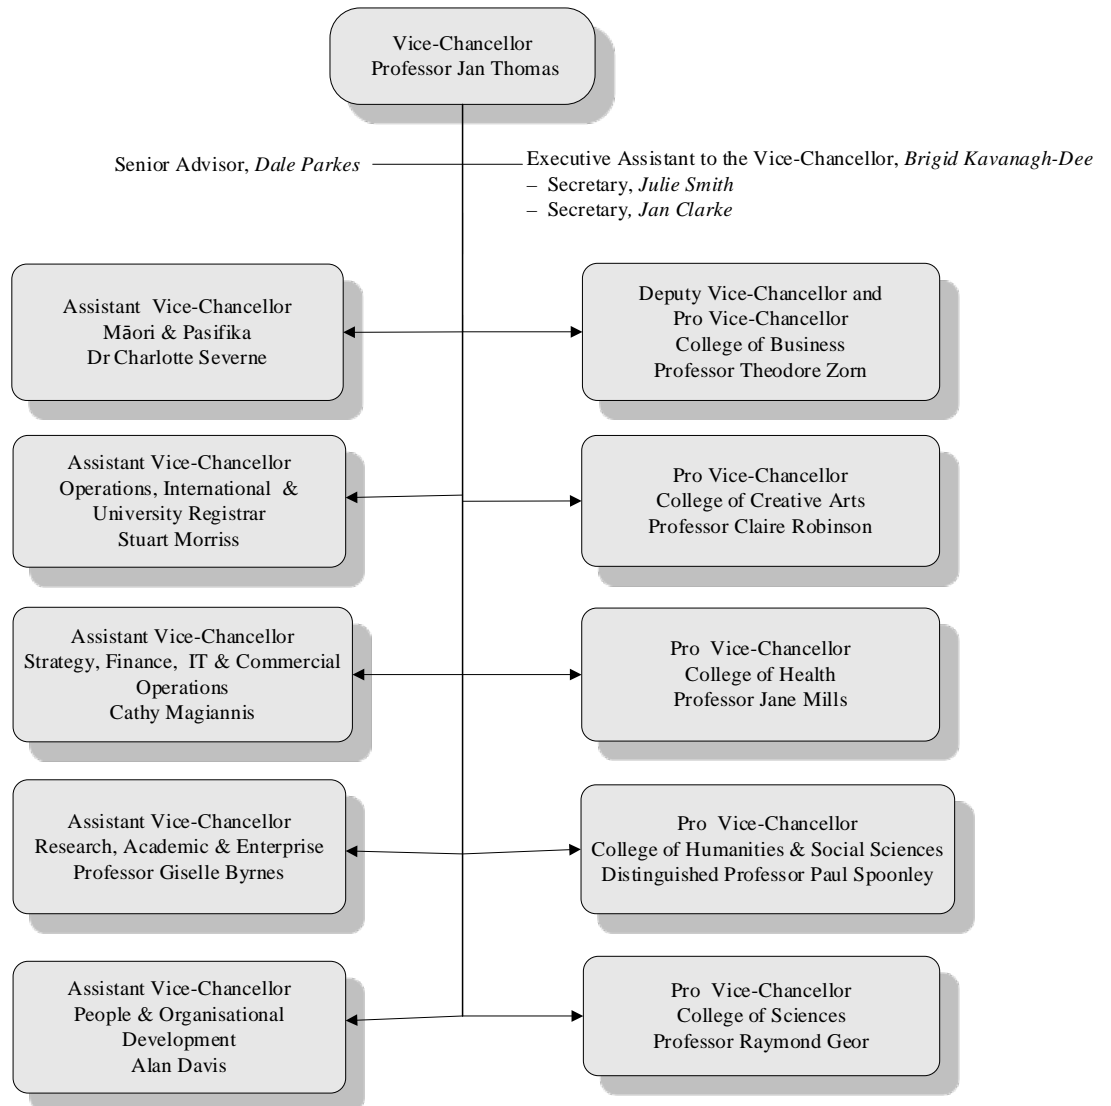 Vice-Chancellor
Professor Jan Thomas
Senior Advisor, Dale Parkes
Executive Assistant to the Vice-Chancellor, Brigid Kavanagh-Dee
– Secretary, Julie Smith
– Secretary, Jan Clarke
Assistant Vice-Chancellor
Māori & Pasifika
Dr Charlotte Severne
Deputy Vice-Chancellor and
Pro Vice-Chancellor
College of Business
Professor Theodore Zorn
Assistant Vice-Chancellor
Operations, International &
University Registrar
Stuart Morriss
Pro Vice-Chancellor
College of Creative Arts
Professor Claire Robinson
Assistant Vice-Chancellor
Strategy, Finance, IT & Commercial
Operations
Cathy Magiannis
Pro Vice-Chancellor
College of Health
Professor Jane Mills
Assistant Vice-Chancellor
Research, Academic & Enterprise
Professor Giselle Byrnes
Pro Vice-Chancellor
College of Humanities & Social Sciences
Distinguished Professor Paul Spoonley
Assistant Vice-Chancellor
People & Organisational
Development
Alan Davis
Pro Vice-Chancellor
College of Sciences
Professor Raymond Geor